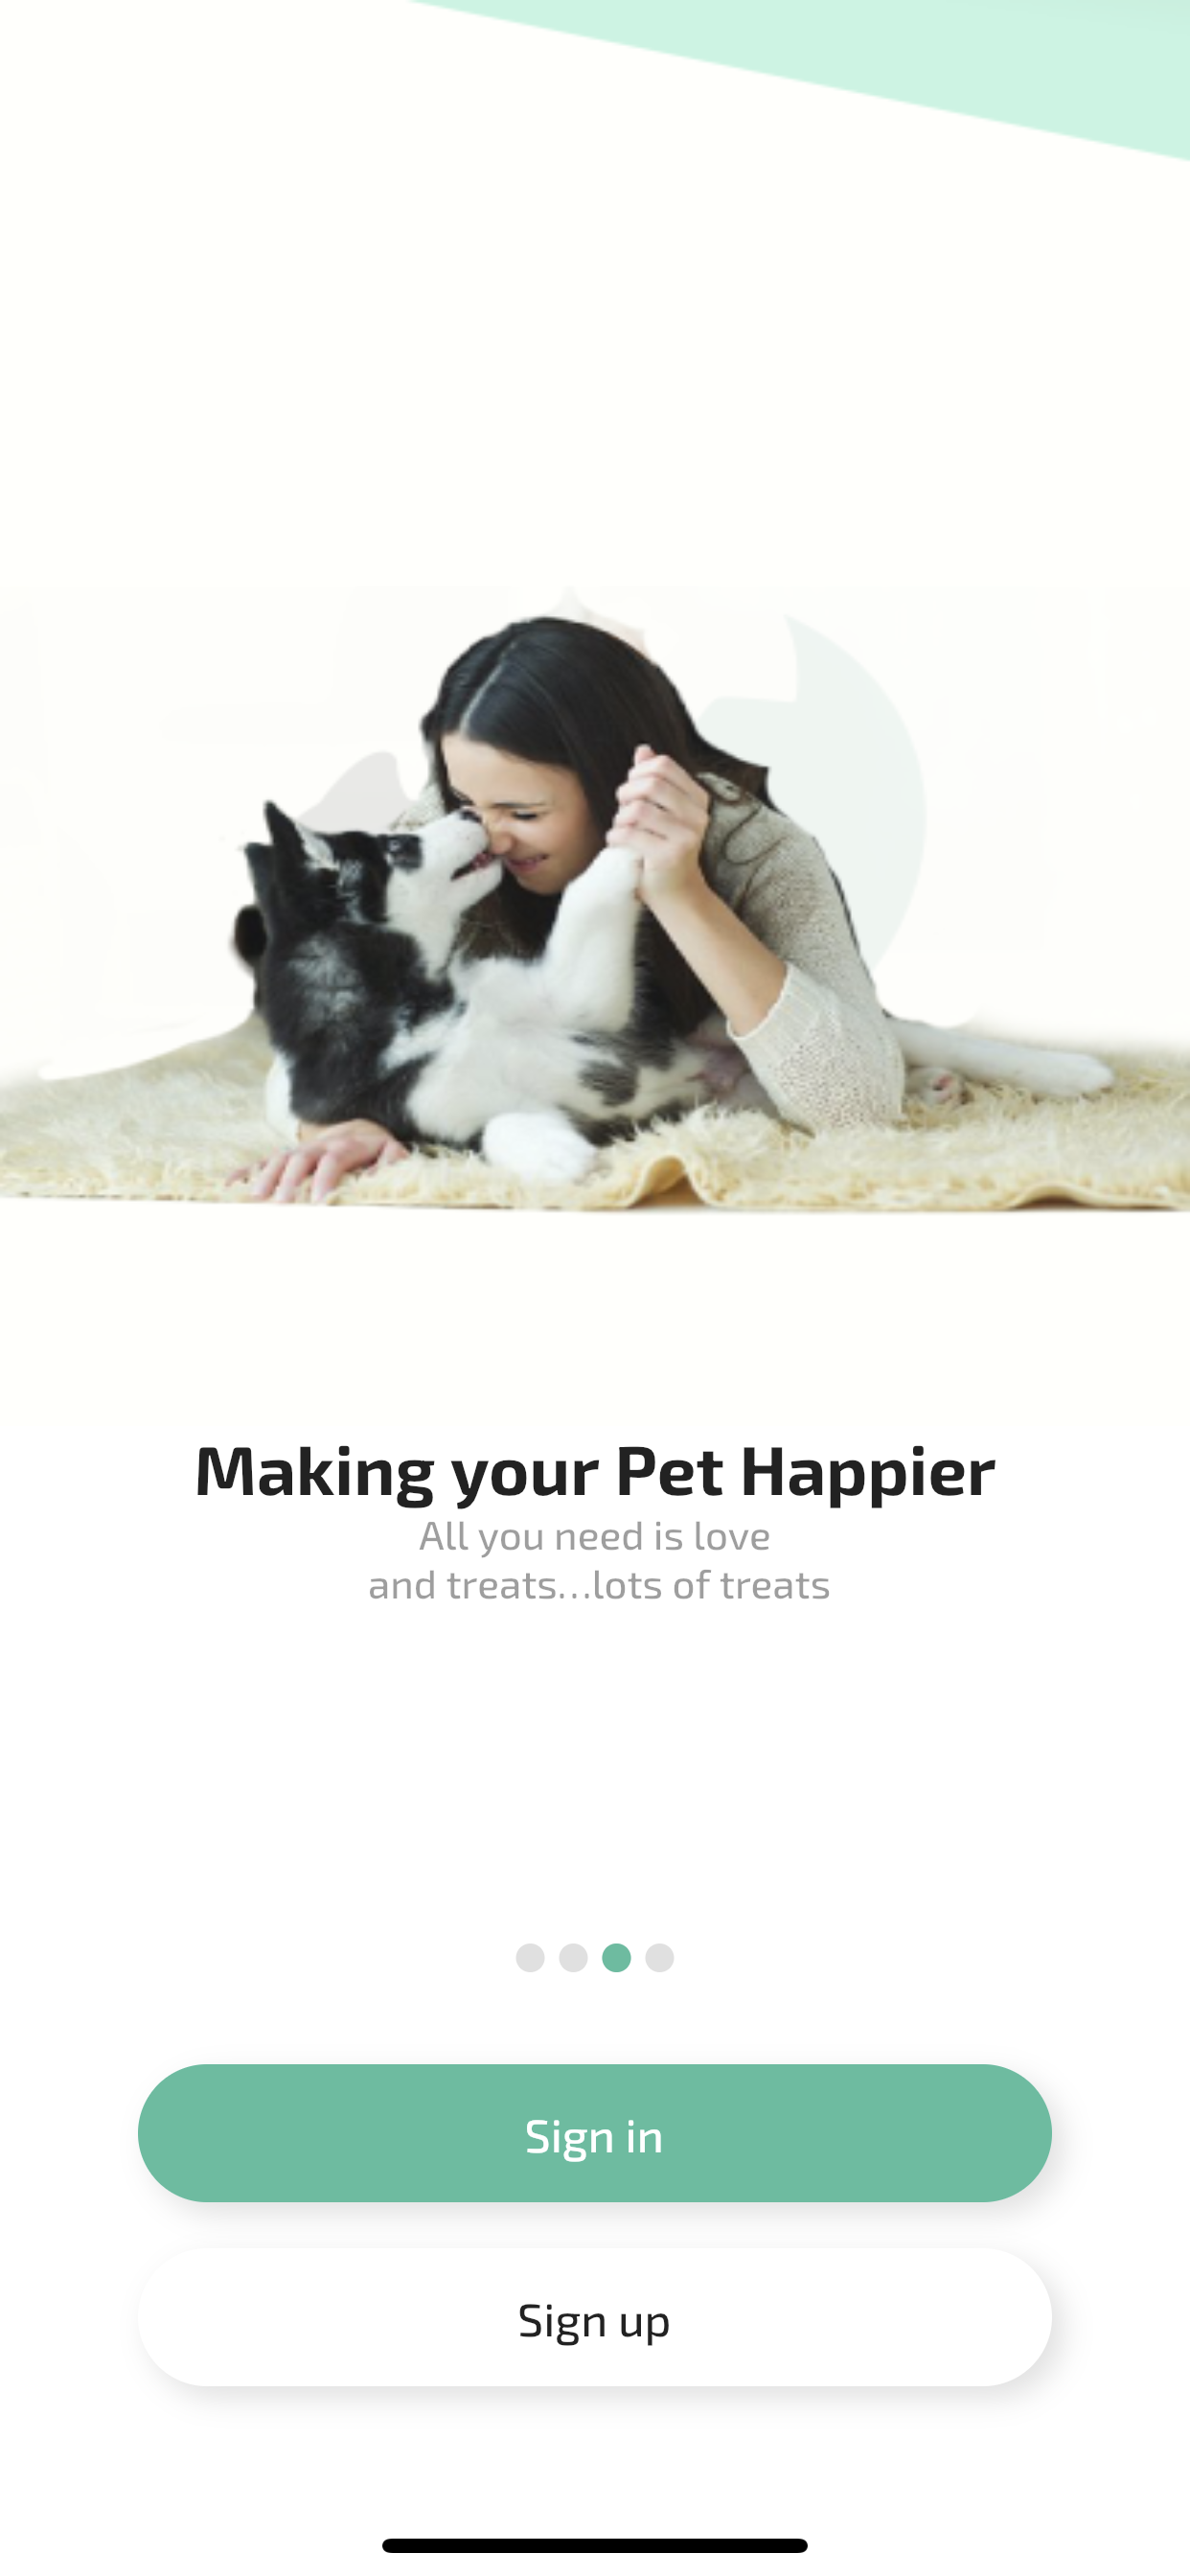 Making your Pet Happier
All you need is love
and treats...lots of treats
Sign in
Sign up